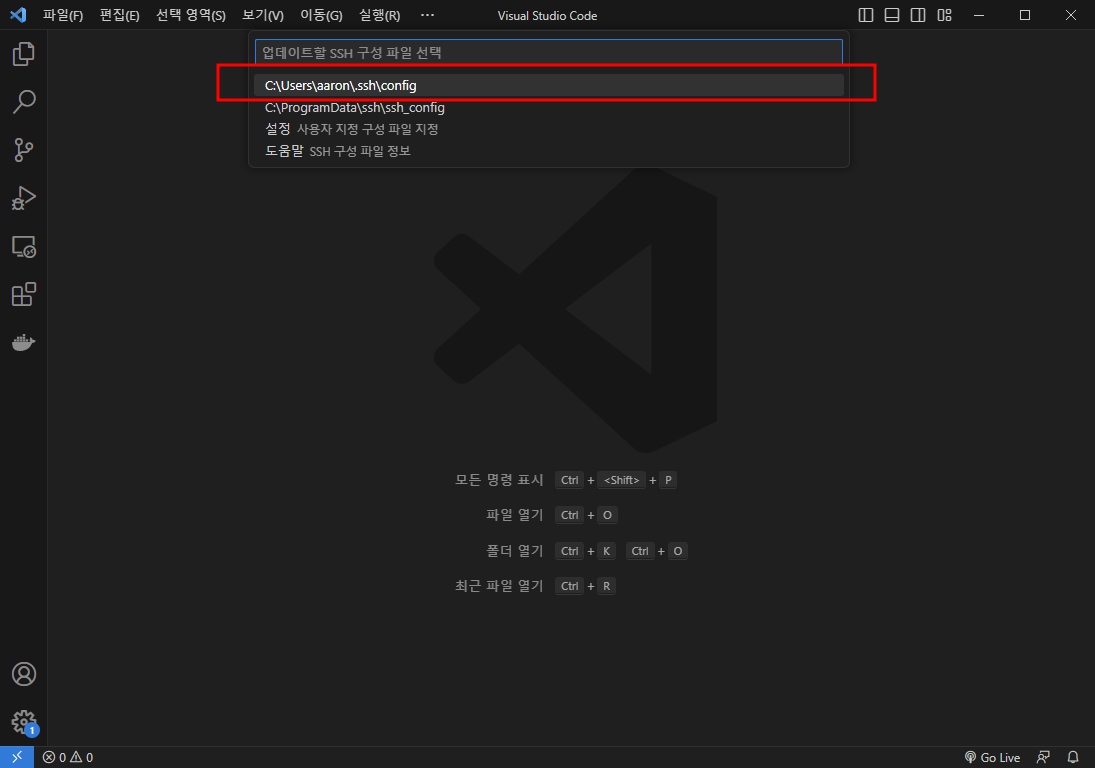 파일(F) 편집(E) 선택 영역(S) 보기(V) 이동(G) 실행(R) ··· Visual Studio Code
업데이트할 SSH 구성 파일 선택
C:\Users\aaron\.ssh\config
C:\ProgramData\ssh\ssh_config
설정 사용자 지정 구성 파일 지정
도움말 SSH 구성 파일 정보
모든 명령 표시 Ctrl + <Shift> + P
파일 열기 Ctrl + O
폴더 열기 Ctrl + K Ctrl + O
최근 파일 열기 Ctrl + R
1
0 0 Go Live